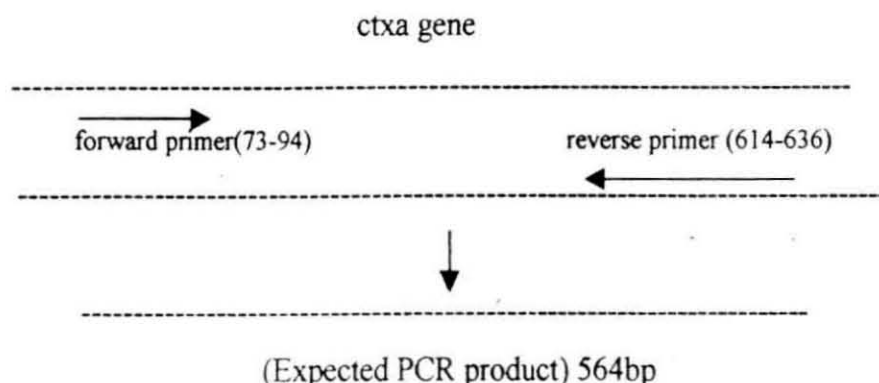 ctxa gene
forward primer(73-94)
reverse primer (614-636)
(Expected PCR product) 564bp